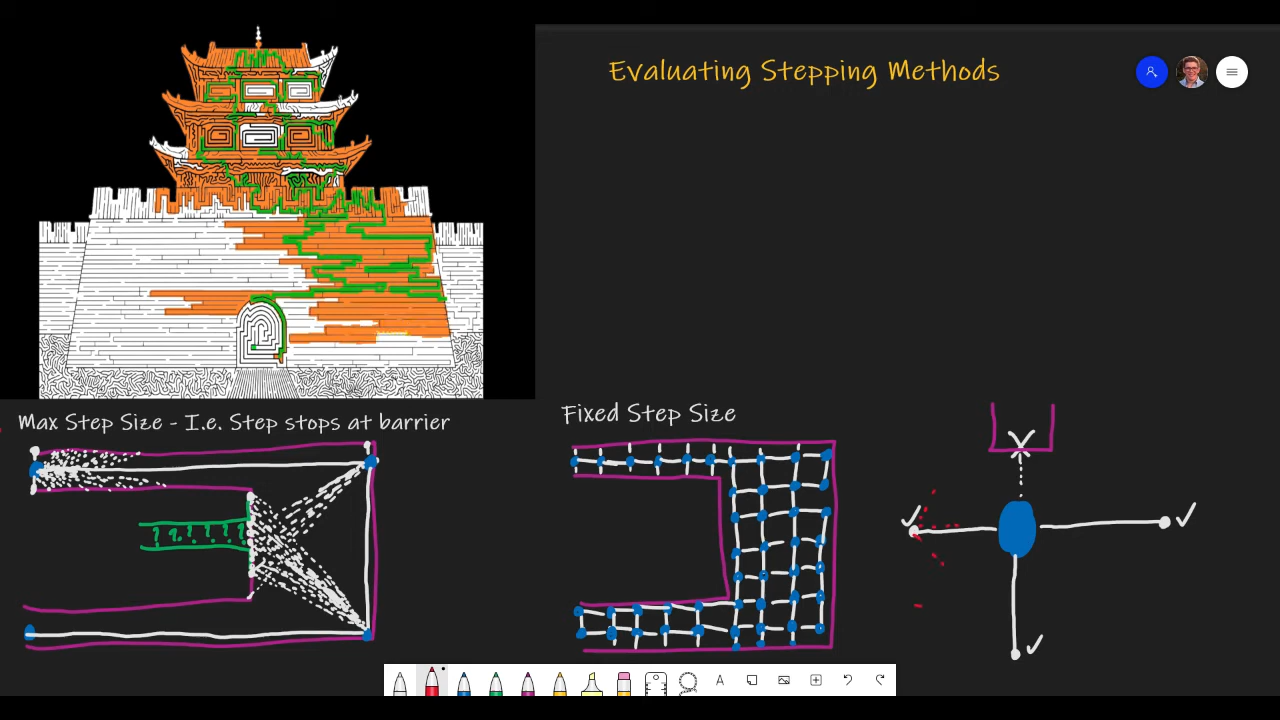 Evaluating Stepping Methods
Max Step Size - I.e. Step stops at barrier
Fixed Step Size
? ? ? ? ? ?
A